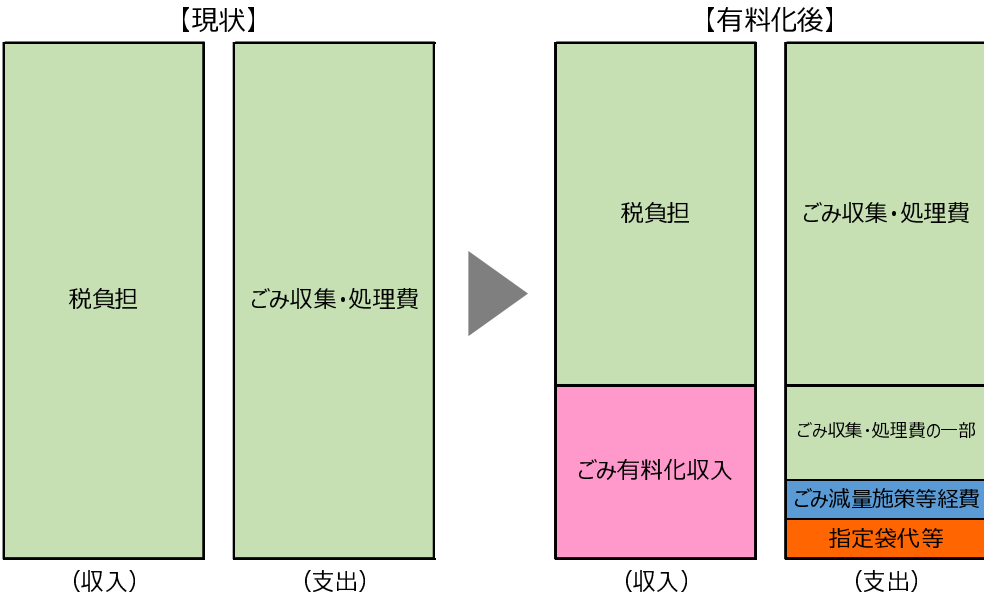 【現状】
税負担
ごみ収集・処理費
(収入)
(支出)
【有料化後】
税負担
ごみ収集・処理費
ごみ有料化収入
ごみ収集・処理費の一部
ごみ減量施策等経費
指定袋代等
(収入)
(支出)